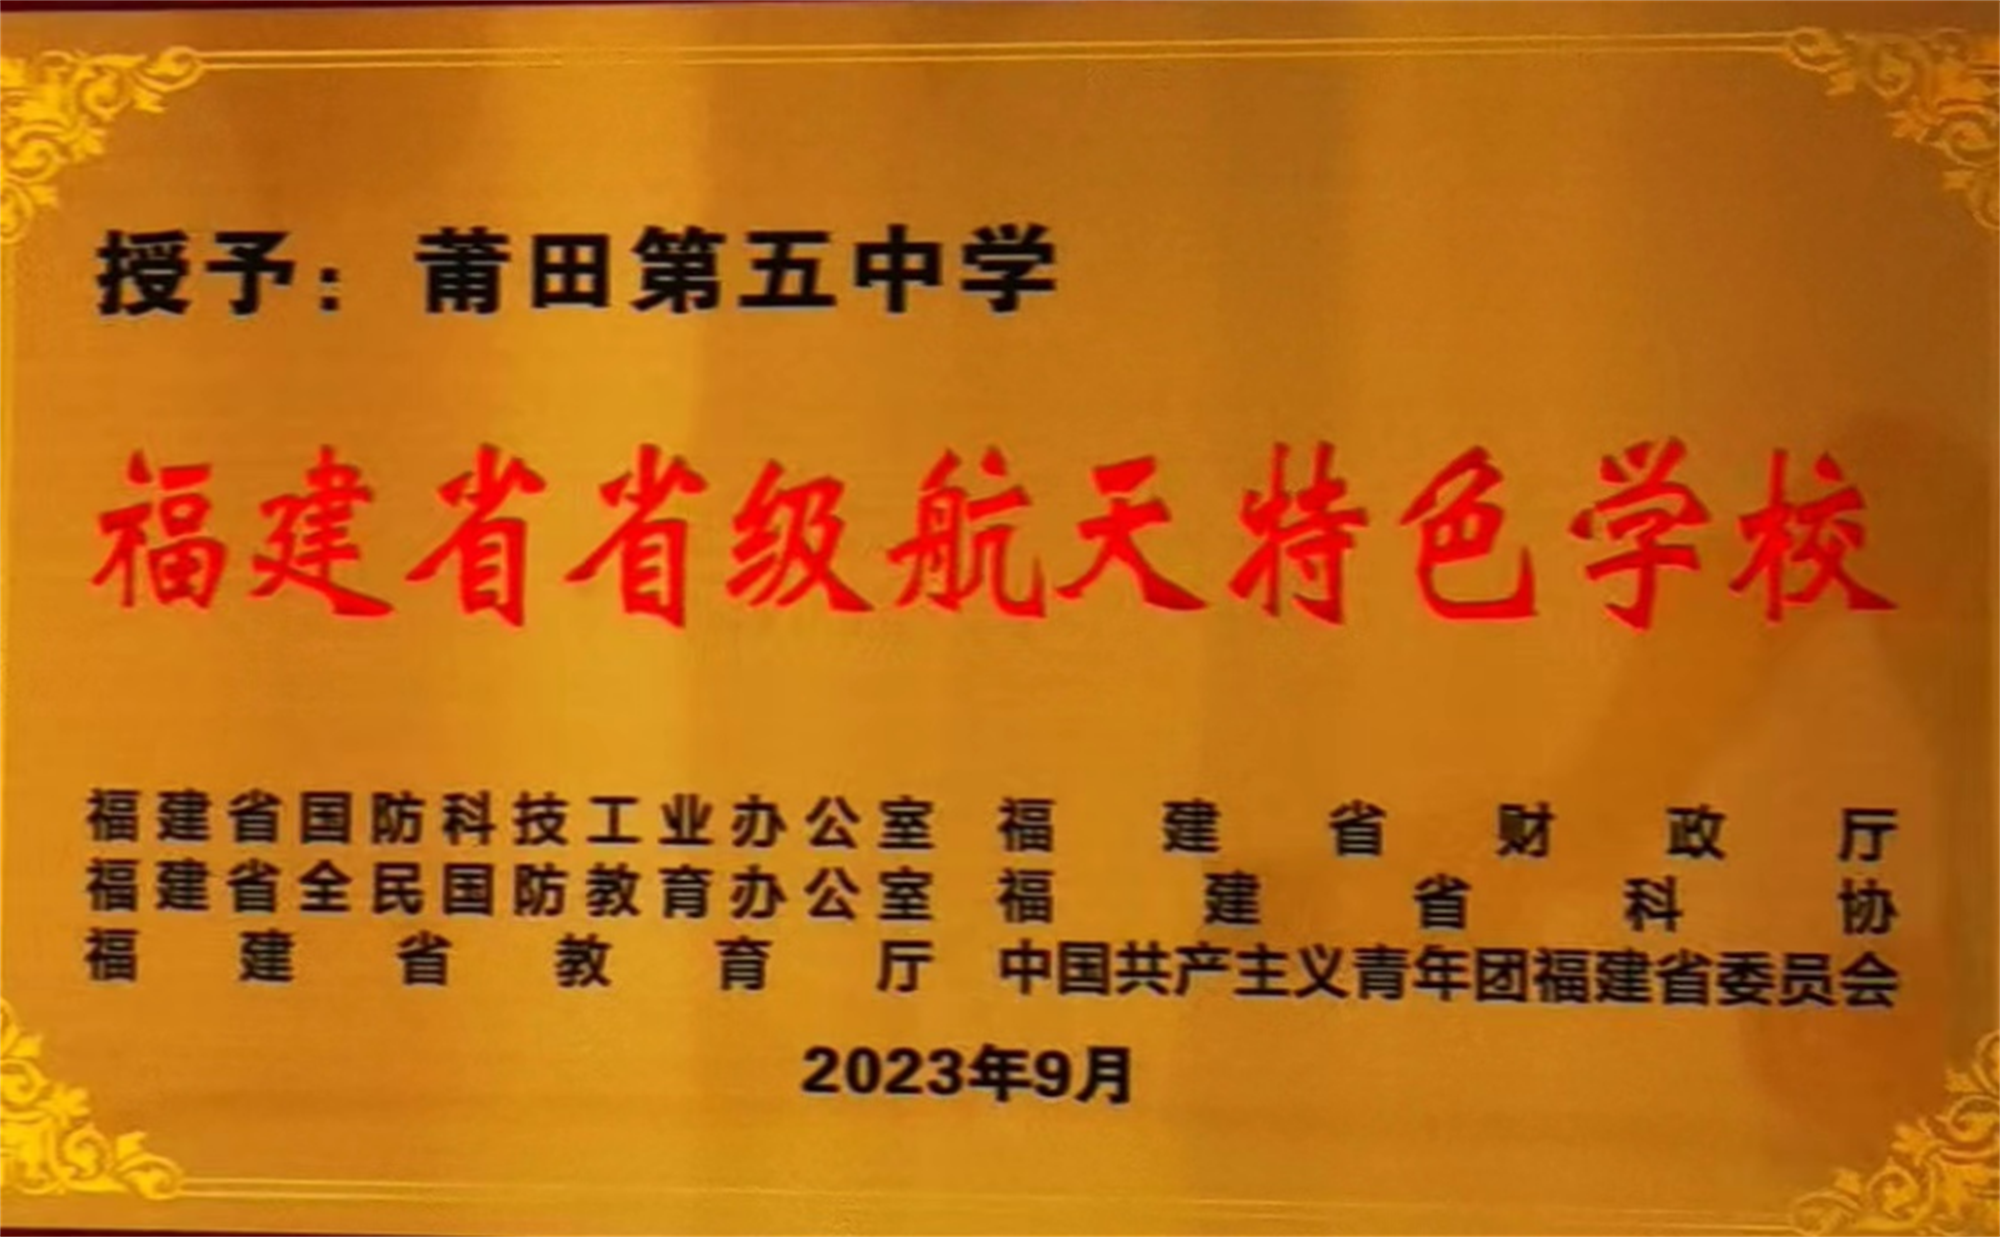 授予：莆田第五中学
福建省省级航天特色学校
福建省国防科技工业办公室 福建省财政厅
福建省全民国防教育办公室 福建省科协
福建省教育厅 中国共产主义青年团福建省委员会
2023年9月